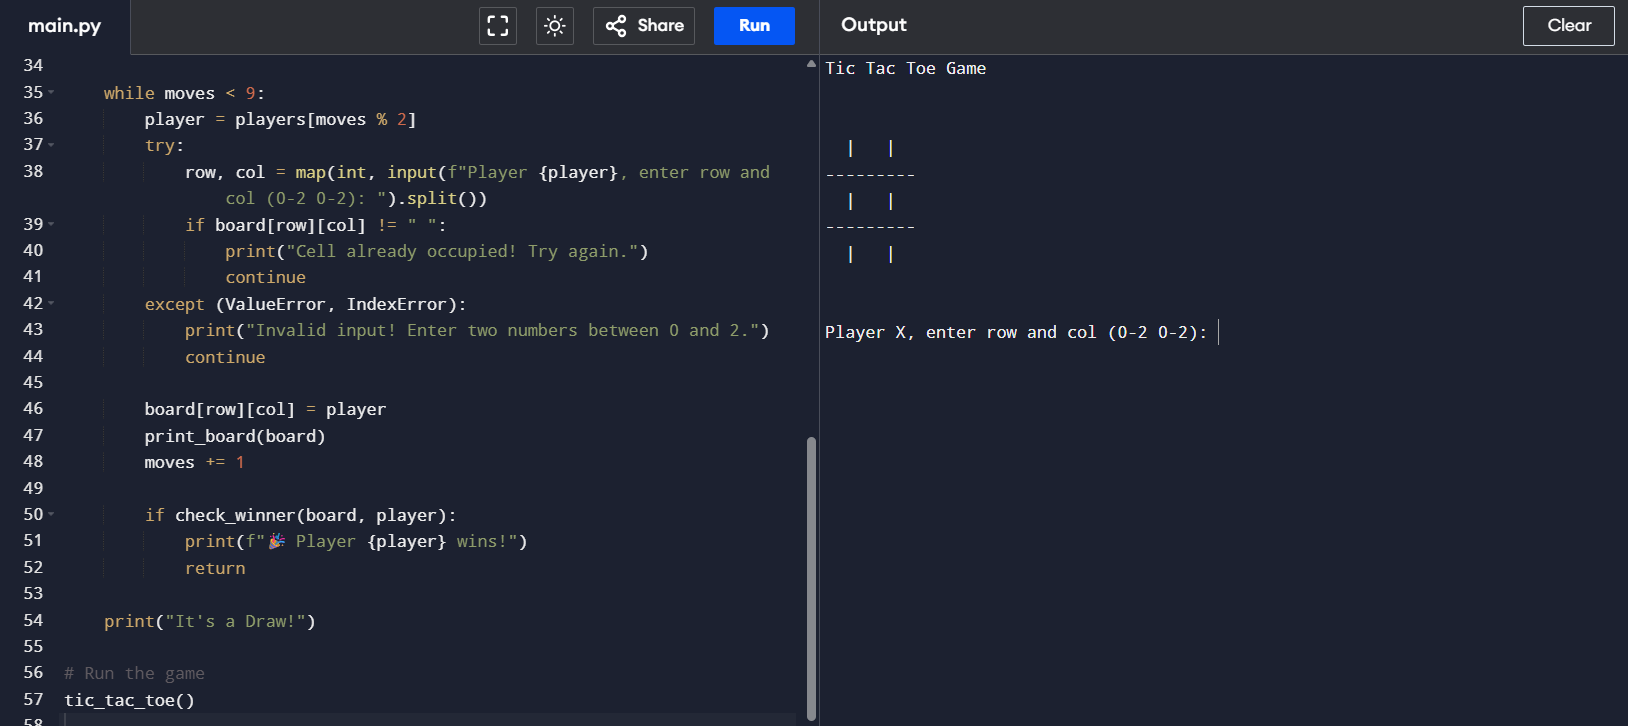 main.py
Share
Run
Output
Clear
34
35 while moves < 9:
36 player = players[moves % 2]
37 try:
38 row, col = map(int, input(f"Player {player}, enter row and
col (0-2 0-2): ").split())
39 if board[row][col] != " ":
40 print("Cell already occupied! Try again.")
41 continue
42 except (ValueError, IndexError):
43 print("Invalid input! Enter two numbers between 0 and 2.")
44 continue
45
46 board[row][col] = player
47 print_board(board)
48 moves += 1
49
50 if check_winner(board, player):
51 print(f"🎉 Player {player} wins!")
52 return
53
54 print("It's a Draw!")
55
56 # Run the game
57 tic_tac_toe()
58
Tic Tac Toe Game
  |   |
---------
  |   |
---------
  |   |
Player X, enter row and col (0-2 0-2):